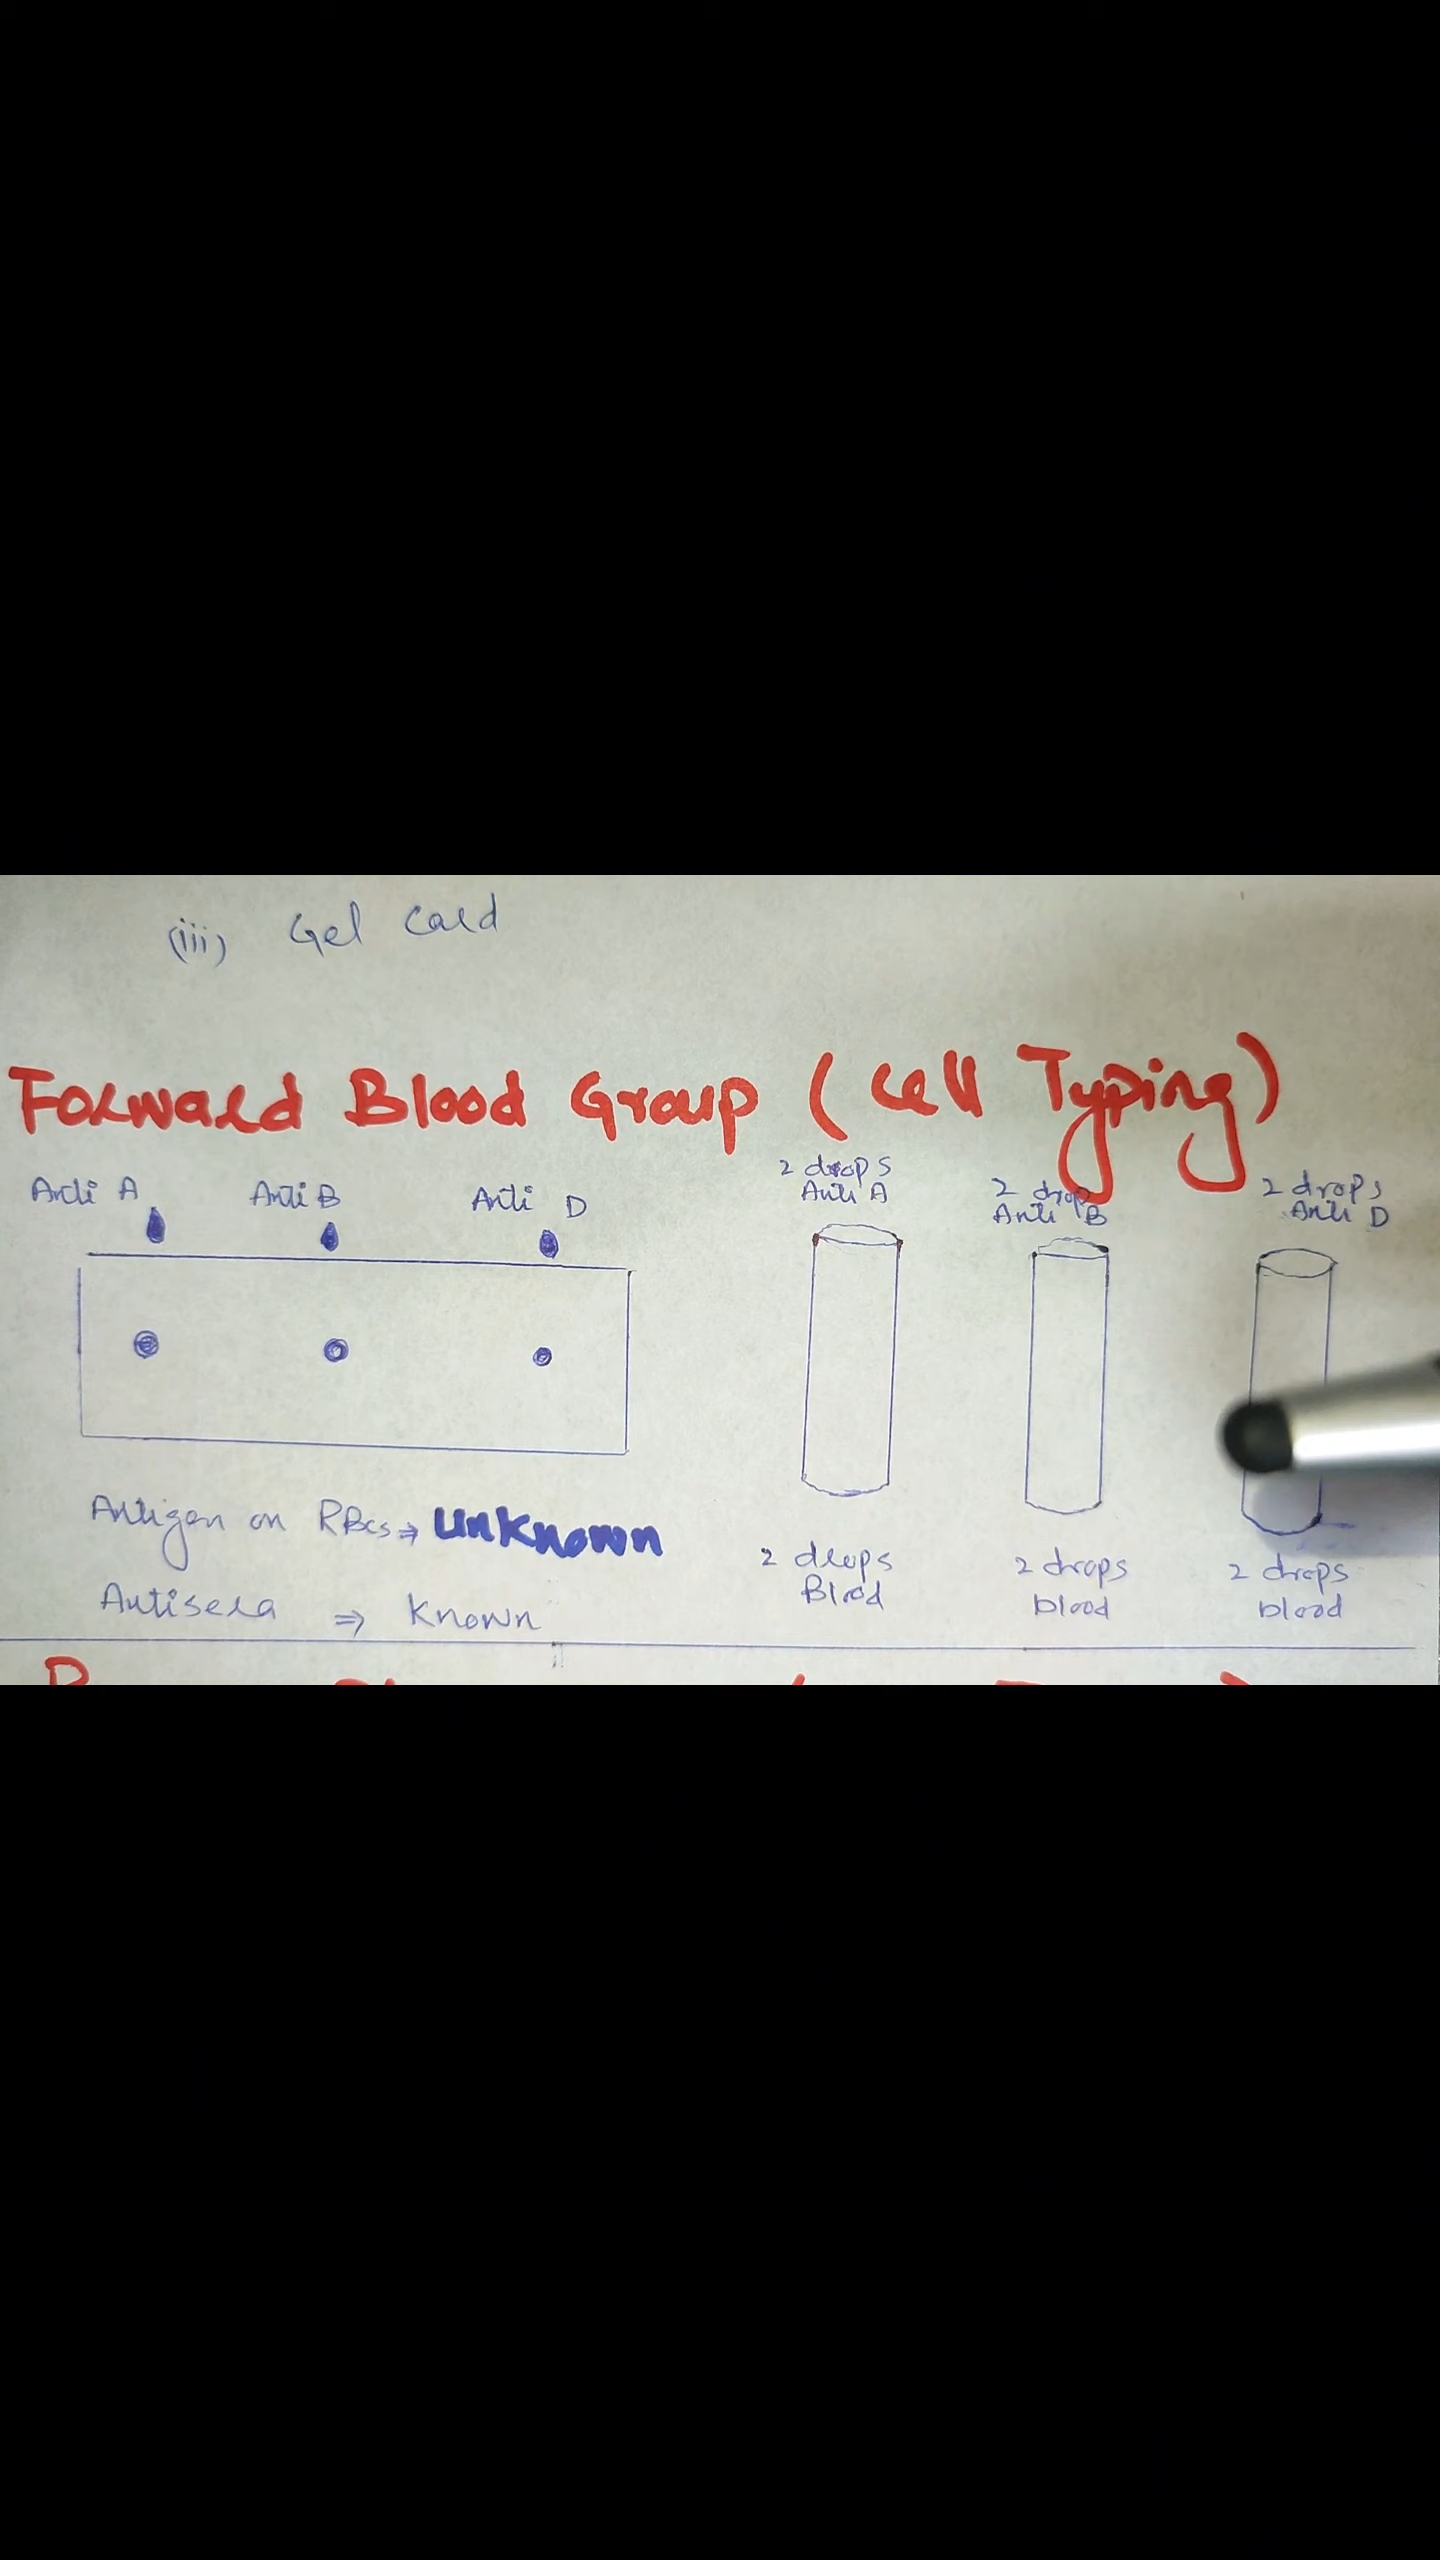 (iii) Gel Card
Forward Blood Group (Cell Typing)
Anti A
Anti B
Anti D
2 drops
Anti A
2 drop
Anti B
2 drops
Anti D
Antigen on RBCs ⇒ Unknown
Antisera ⇒ Known
2 drops
Blood
2 drops
blood
2 drops
blood